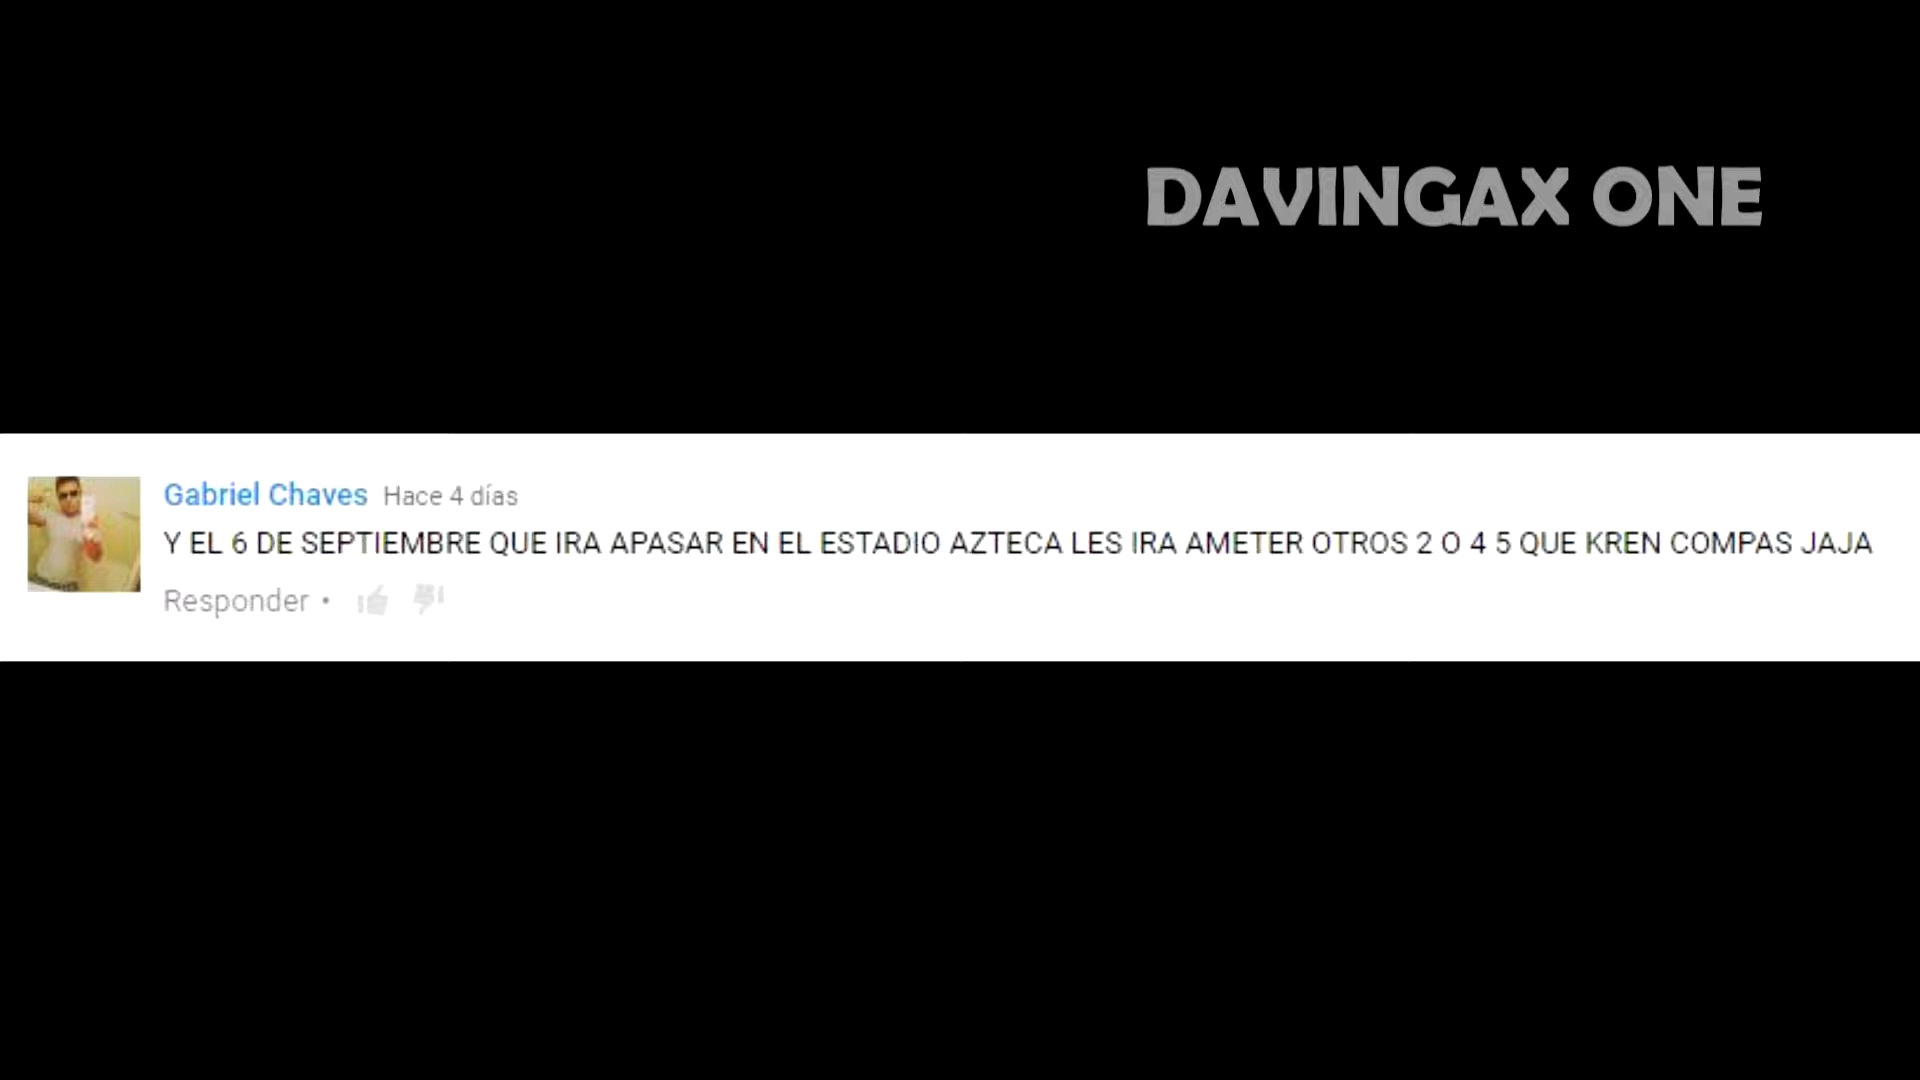 DAVINGAX ONE
Gabriel Chaves Hace 4 días
Y EL 6 DE SEPTIEMBRE QUE IRA APASAR EN EL ESTADIO AZTECA LES IRA AMETER OTROS 2 O 4 5 QUE KREN COMPAS JAJA
Responder •